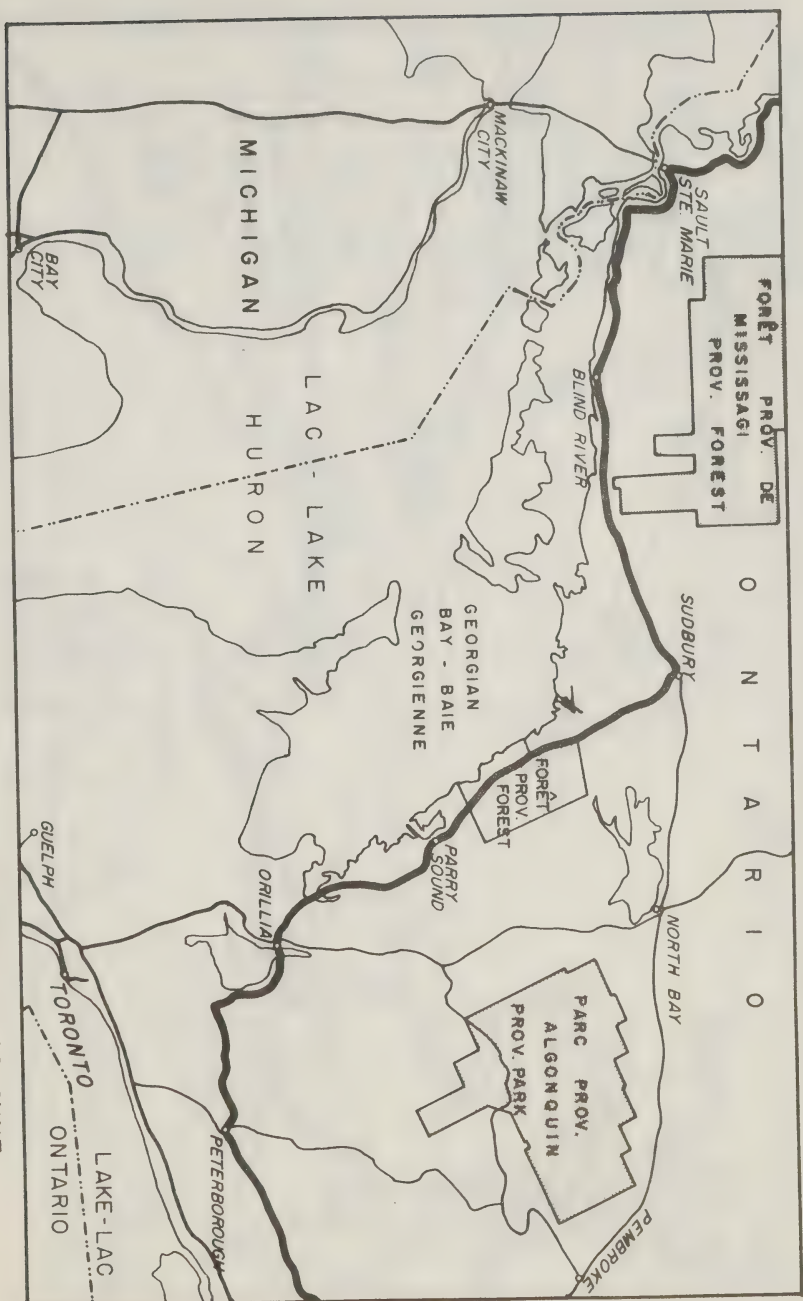 FORÊT PROV. DE
MISSISSAGI
PROV. FOREST
ONTARIO
SAULT
STE. MARIE
SUDBURY
NORTH BAY
PEMBROKE
BLIND RIVER
PARC PROV.
ALGONQUIN
PROV. PARK
FORÊT
PROV.
FOREST
MACKINAW
CITY
GEORGIAN
BAY - BAIE
GEORGIENNE
PARRY
SOUND
LAC - LAKE
HURON
MICHIGAN
ORILLIA
PETERBOROUGH
BAY
CITY
GUELPH
TORONTO
LAKE-LAC
ONTARIO